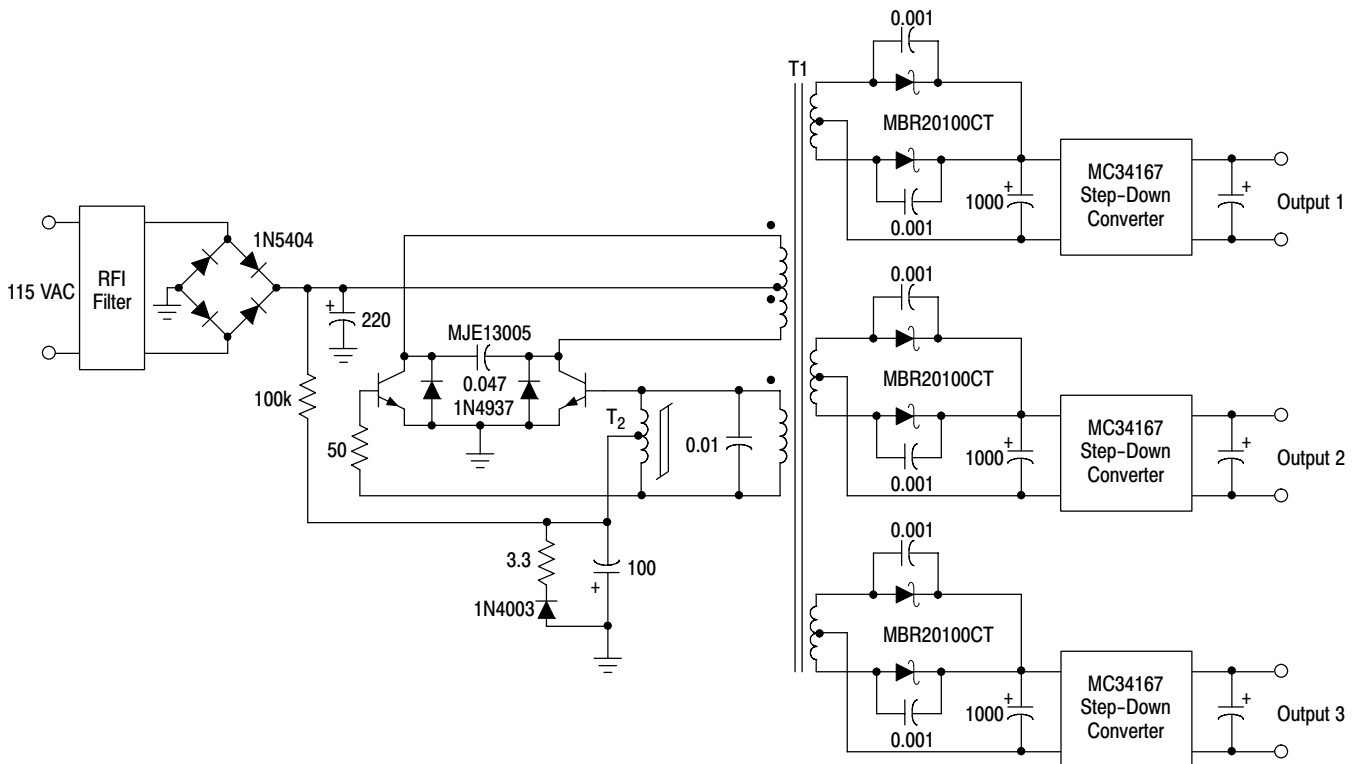 0.001
T1
MBR20100CT
0.001
1000
+
MC34167
Step-Down
Converter
+
Output 1
115 VAC
RFI
Filter
1N5404
+
220
100k
50
MJE13005
0.047
1N4937
T2
0.01
3.3
1N4003
100
+
0.001
MBR20100CT
0.001
1000
+
MC34167
Step-Down
Converter
+
Output 2
0.001
MBR20100CT
0.001
1000
+
MC34167
Step-Down
Converter
+
Output 3